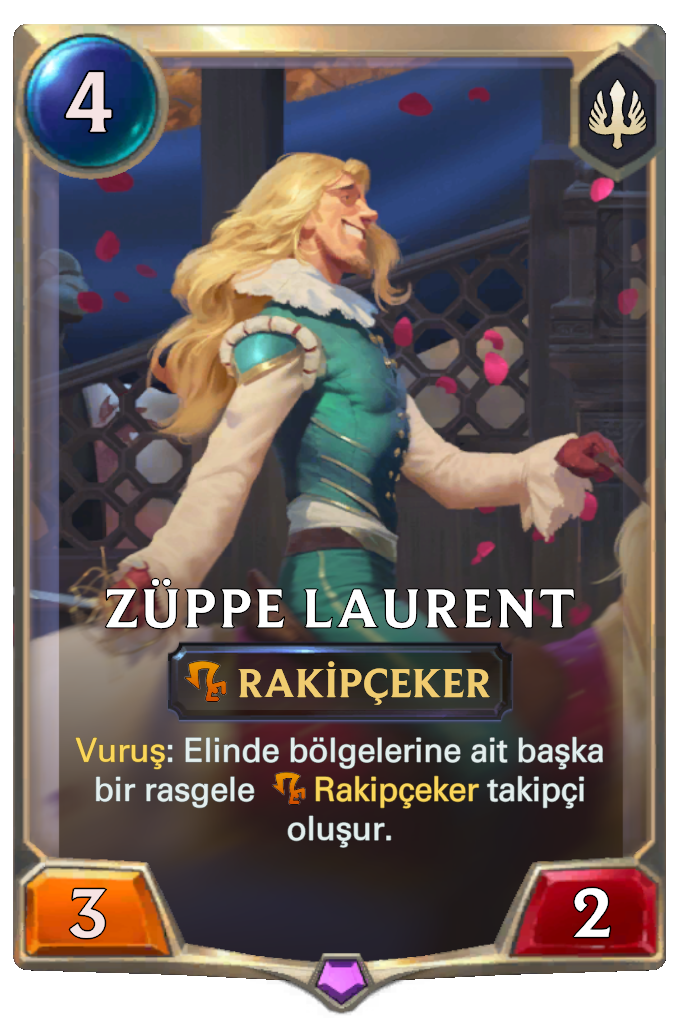 4
ZÜPPE LAURENT
RAKİPÇEKER
Vuruş: Elinde bölgelerine ait başka
bir rasgele Rakipçeker takipçi
oluşur.
3
2